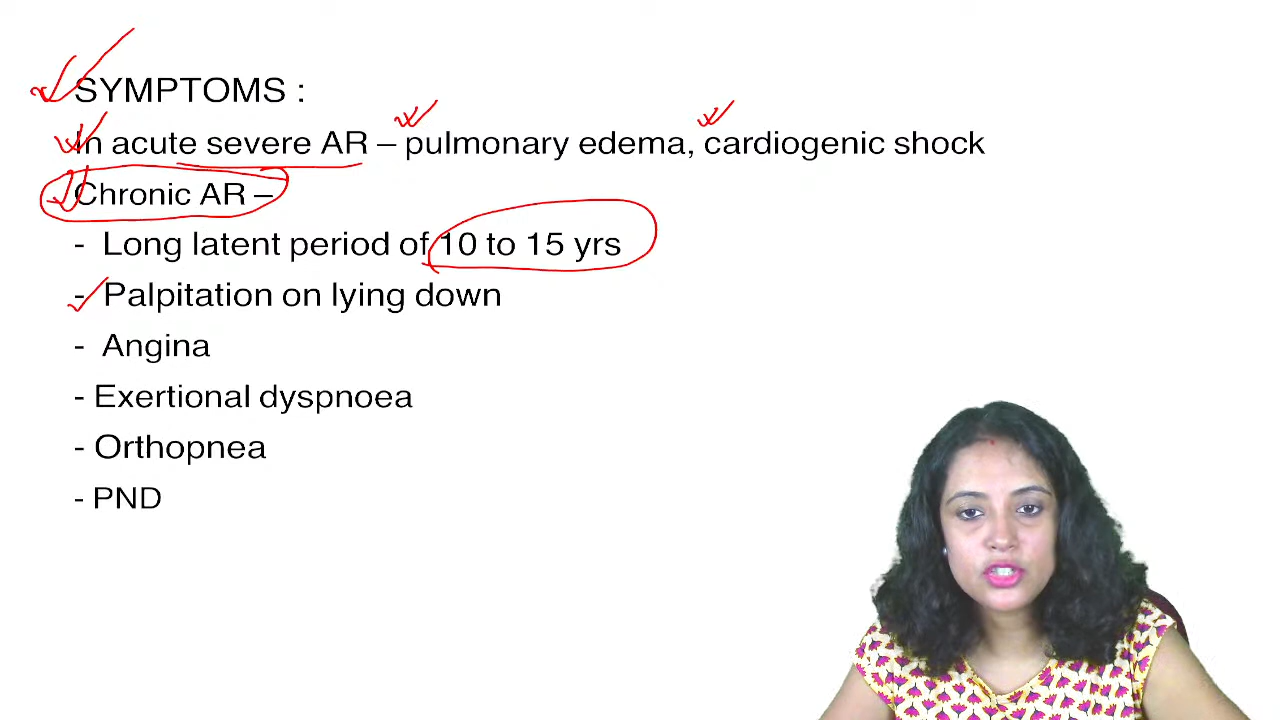 SYMPTOMS :
In acute severe AR – pulmonary edema, cardiogenic shock
Chronic AR –
- Long latent period of 10 to 15 yrs
- Palpitation on lying down
- Angina
- Exertional dyspnoea
- Orthopnea
- PND